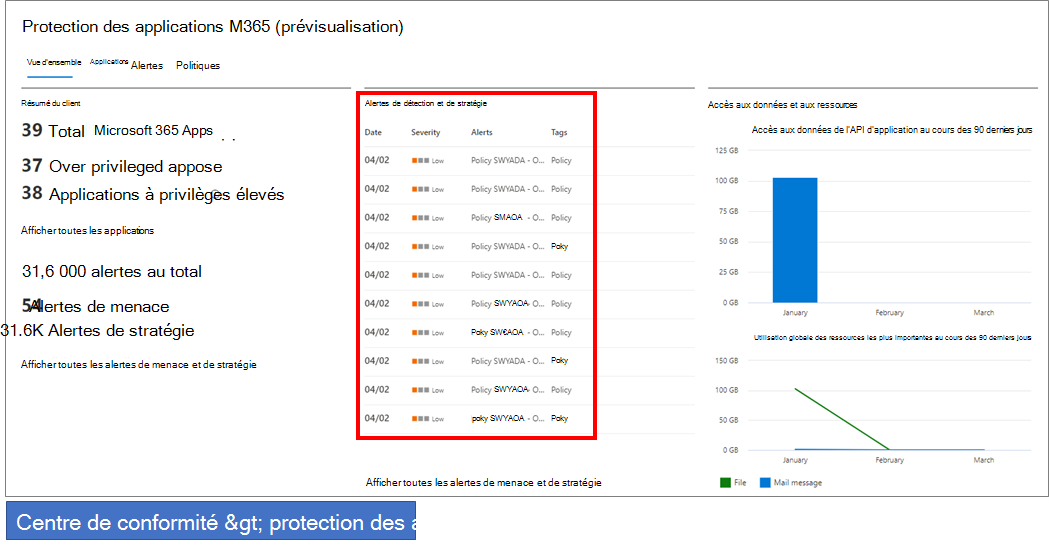 Protection des applications M365 (prévisualisation)
Vue d'ensemble Applications Alertes Politiques
Résumé du client
39 Total Microsoft 365 Apps
37 Over privileged appose
38 Applications à privilèges élevés
Afficher toutes les applications
31,6 000 alertes au total
54 Alertes de menace
31.6K Alertes de stratégie
Afficher toutes les alertes de menace et de stratégie
Alertes de détection et de stratégie
Date Severity Alerts Tags
04/02 Low Policy SWYADA - O... Policy
04/02 Low Policy SWYADA - O... Policy
04/02 Low Policy SMAOA - O... Policy
04/02 Low Policy SWYADA - O... Poky
04/02 Low Policy SWYADA - O... Policy
04/02 Low Policy SWYAOA- O... Policy
04/02 Low Poky SW€AOA - O... Policy
04/02 Low Policy SWYADA - O... Poky
04/02 Low Policy SWYAOA- O... Policy
04/02 Low poky SWYAOA - O... Poky
Afficher toutes les alertes de menace et de stratégie
Accès aux données et aux ressources
Accès aux données de l'API d'application au cours des 90 derniers jours
125 GB
100 GB
75 GB
50 GB
25 GB
0 GB
January February March
Utilisation globale des ressources les plus importantes au cours des 90 derniers jours
150 GB
100 GB
50 GB
0 GB
January February March
File Mail message
Centre de conformité &gt; protection des a